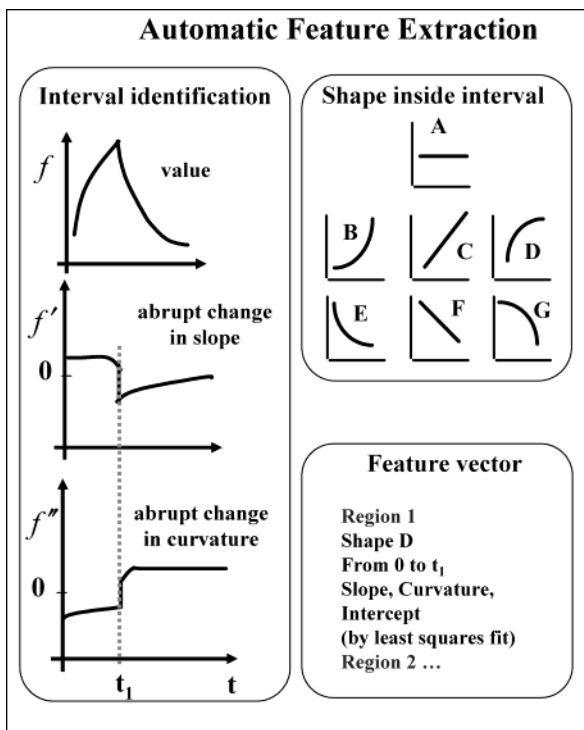 Automatic Feature Extraction
Interval identification
f
value
f′
abrupt change
in slope
0
f″
abrupt change
in curvature
0
t₁
t
Shape inside interval
A
B
C
D
E
F
G
Feature vector
Region 1
Shape D
From 0 to t₁
Slope, Curvature,
Intercept
(by least squares fit)
Region 2 ...